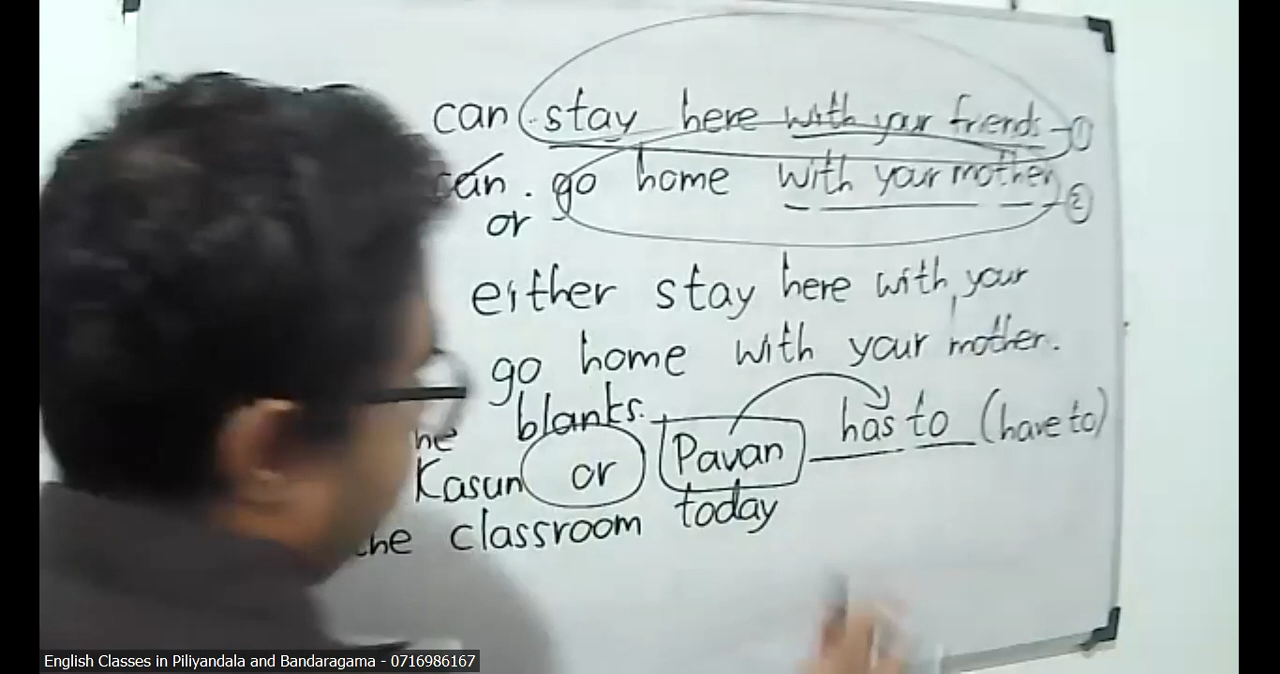 can stay here with your friends - ①
can. go home with your mother - ②
or
either stay here with your
go home with your mother.
he blanks.
Kasun or Pavan has to (have to)
the classroom today
English Classes in Piliyandala and Bandaragama - 0716986167